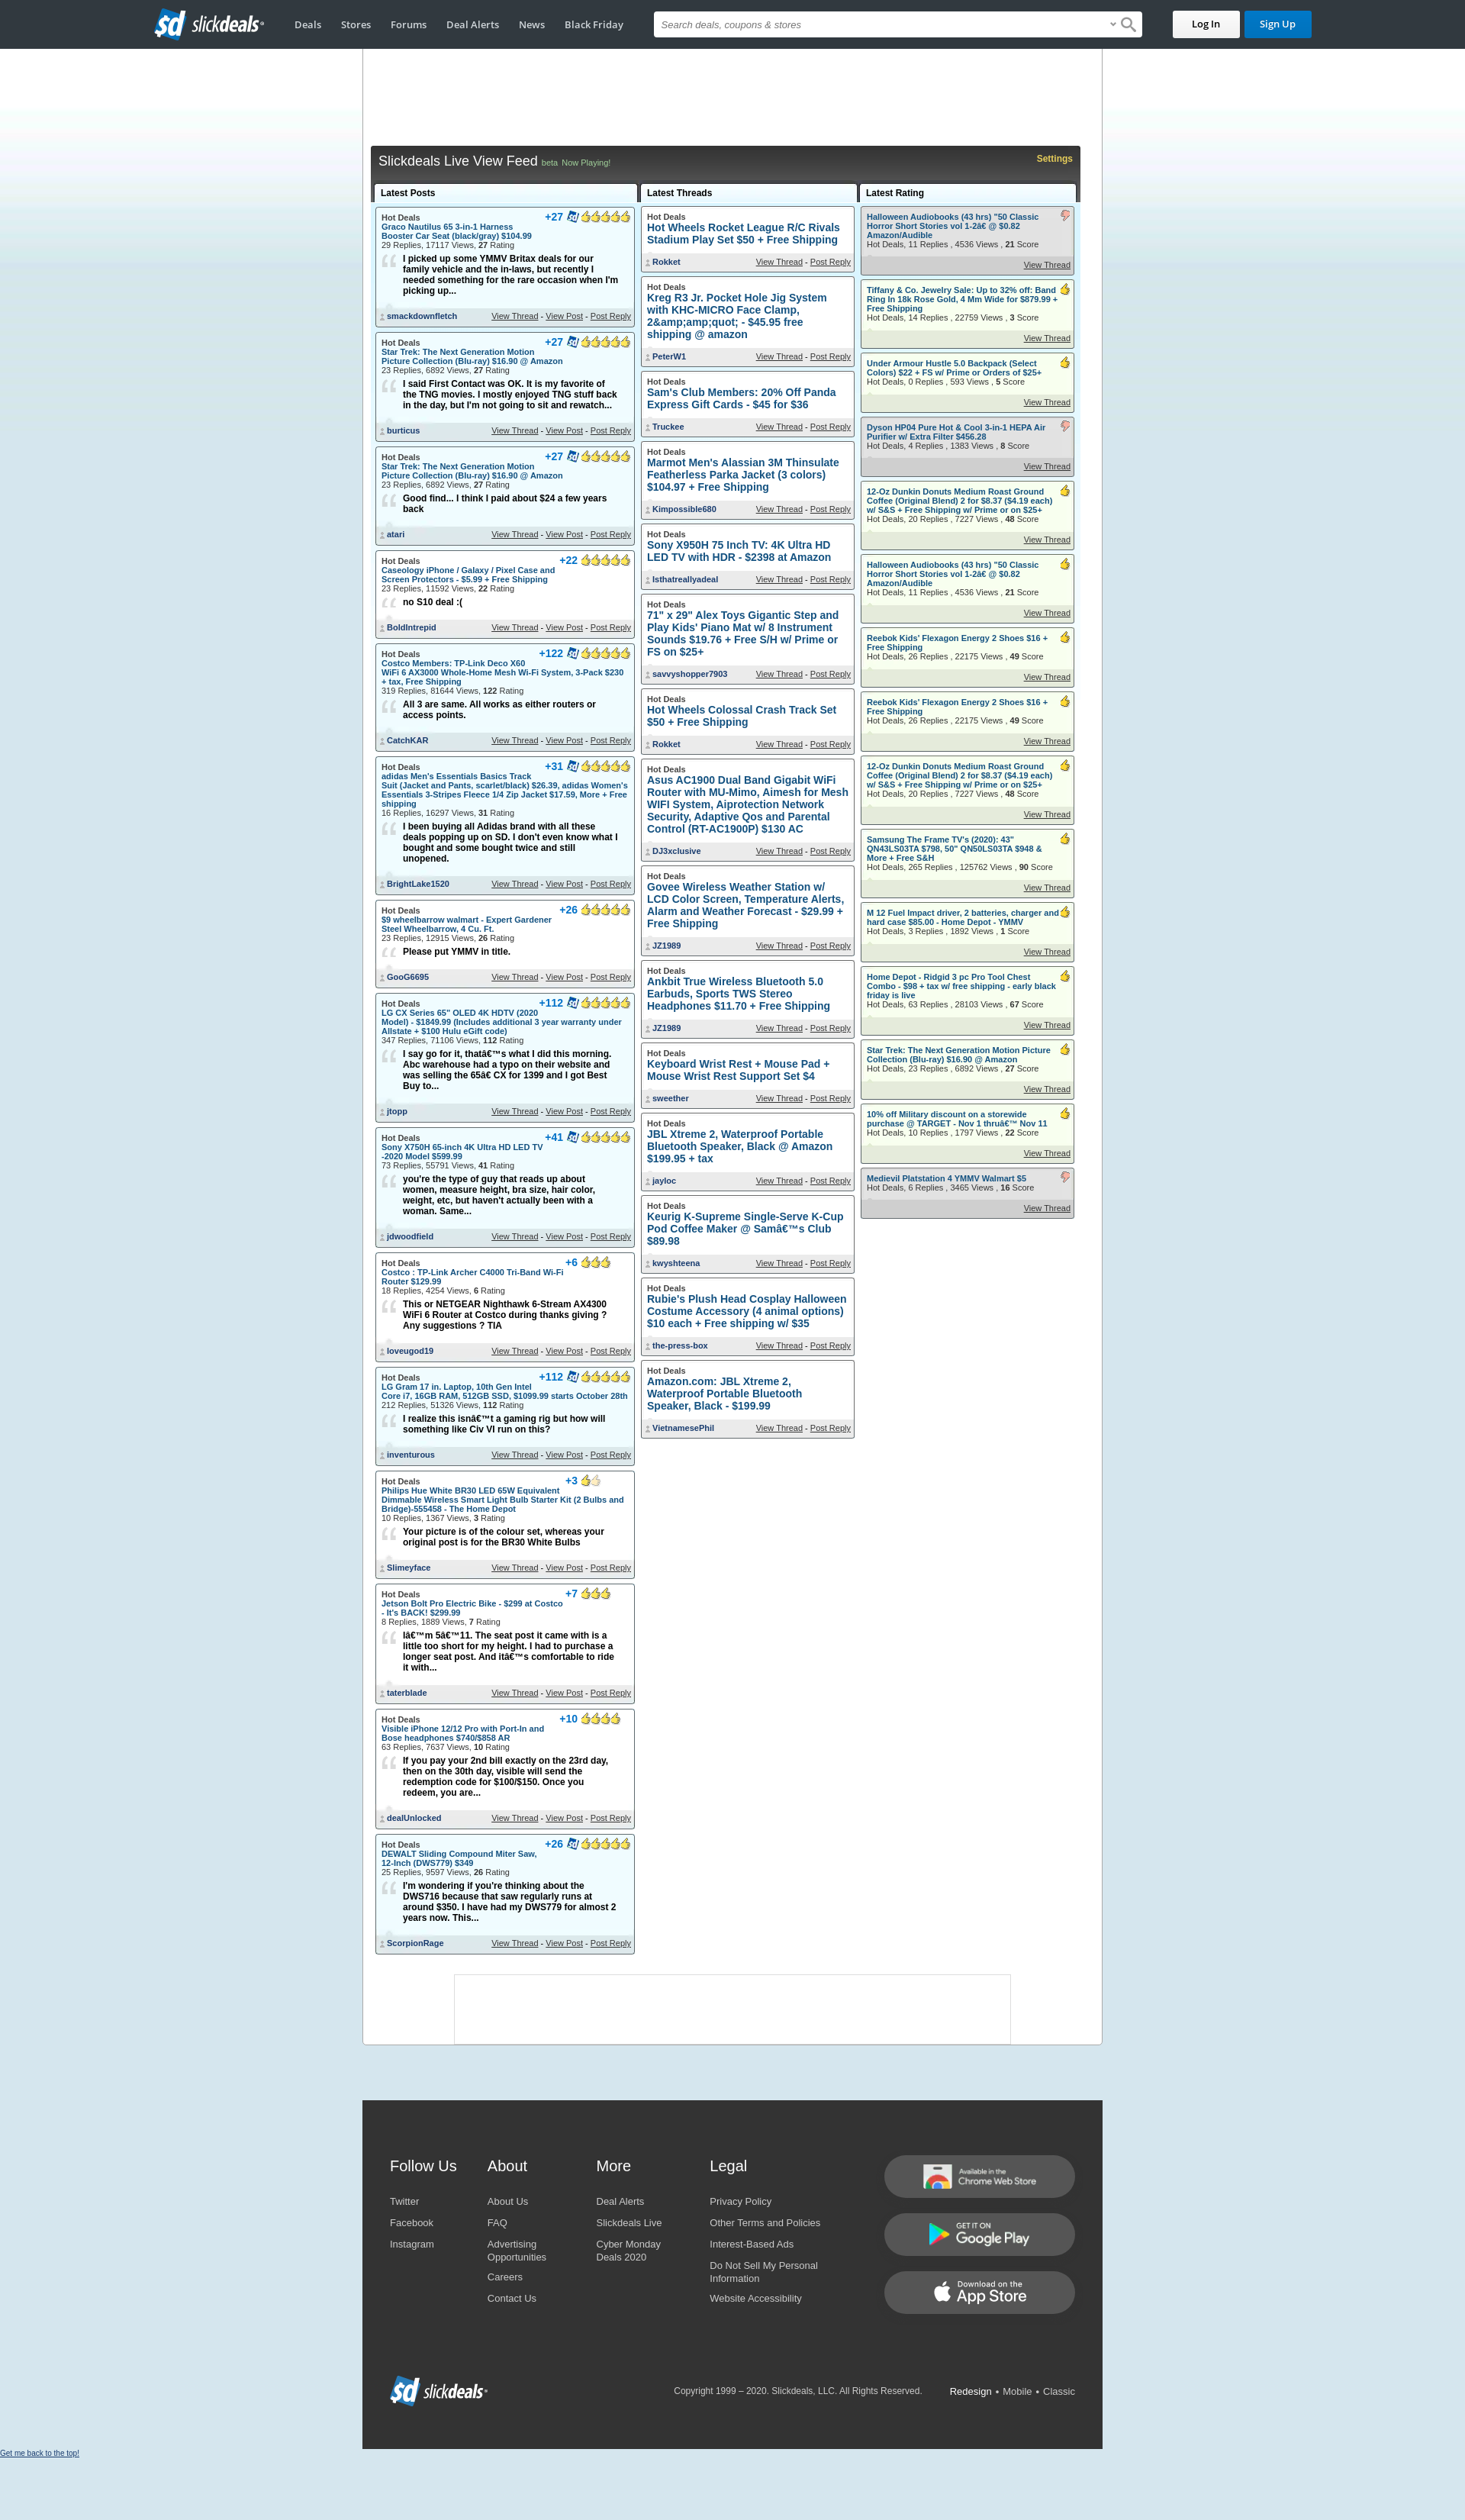 sd slickdeals
Deals Stores Forums Deal Alerts News Black Friday
Search deals, coupons & stores
Log In
Sign Up
Slickdeals Live View Feed beta Now Playing!
Settings
Latest Posts
Hot Deals
+27
Graco Nautilus 65 3-in-1 Harness
Booster Car Seat (black/gray) $104.99
29 Replies, 17117 Views, 27 Rating
I picked up some YMMV Britax deals for our
family vehicle and the in-laws, but recently I
needed something for the rare occasion when I'm
picking up...
smackdownfletch View Thread - View Post - Post Reply
Hot Deals
+27
Star Trek: The Next Generation Motion
Picture Collection (Blu-ray) $16.90 @ Amazon
23 Replies, 6892 Views, 27 Rating
I said First Contact was OK. It is my favorite of
the TNG movies. I mostly enjoyed TNG stuff back
in the day, but I'm not going to sit and rewatch...
burticus View Thread - View Post - Post Reply
Hot Deals
+27
Star Trek: The Next Generation Motion
Picture Collection (Blu-ray) $16.90 @ Amazon
23 Replies, 6892 Views, 27 Rating
Good find... I think I paid about $24 a few years
back
atari View Thread - View Post - Post Reply
Hot Deals
+22
Caseology iPhone / Galaxy / Pixel Case and
Screen Protectors - $5.99 + Free Shipping
23 Replies, 11592 Views, 22 Rating
no S10 deal :(
BoldIntrepid View Thread - View Post - Post Reply
Hot Deals
+122
Costco Members: TP-Link Deco X60
WiFi 6 AX3000 Whole-Home Mesh Wi-Fi System, 3-Pack $230
+ tax, Free Shipping
319 Replies, 81644 Views, 122 Rating
All 3 are same. All works as either routers or
access points.
CatchKAR View Thread - View Post - Post Reply
Hot Deals
+31
adidas Men's Essentials Basics Track
Suit (Jacket and Pants, scarlet/black) $26.39, adidas Women's
Essentials 3-Stripes Fleece 1/4 Zip Jacket $17.59, More + Free
shipping
16 Replies, 16297 Views, 31 Rating
I been buying all Adidas brand with all these
deals popping up on SD. I don't even know what I
bought and some bought twice and still
unopened.
BrightLake1520 View Thread - View Post - Post Reply
Hot Deals
+26
$9 wheelbarrow walmart - Expert Gardener
Steel Wheelbarrow, 4 Cu. Ft.
23 Replies, 12915 Views, 26 Rating
Please put YMMV in title.
GooG6695 View Thread - View Post - Post Reply
Hot Deals
+112
LG CX Series 65" OLED 4K HDTV (2020
Model) - $1849.99 (Includes additional 3 year warranty under
Allstate + $100 Hulu eGift code)
347 Replies, 71106 Views, 112 Rating
I say go for it, thatâ€™s what I did this morning.
Abc warehouse had a typo on their website and
was selling the 65â€ CX for 1399 and I got Best
Buy to...
jtopp View Thread - View Post - Post Reply
Hot Deals
+41
Sony X750H 65-inch 4K Ultra HD LED TV
-2020 Model $599.99
73 Replies, 55791 Views, 41 Rating
you're the type of guy that reads up about
women, measure height, bra size, hair color,
weight, etc, but haven't actually been with a
woman. Same...
jdwoodfield View Thread - View Post - Post Reply
Hot Deals
+6
Costco : TP-Link Archer C4000 Tri-Band Wi-Fi
Router $129.99
18 Replies, 4254 Views, 6 Rating
This or NETGEAR Nighthawk 6-Stream AX4300
WiFi 6 Router at Costco during thanks giving ?
Any suggestions ? TIA
loveugod19 View Thread - View Post - Post Reply
Hot Deals
+112
LG Gram 17 in. Laptop, 10th Gen Intel
Core i7, 16GB RAM, 512GB SSD, $1099.99 starts October 28th
212 Replies, 51326 Views, 112 Rating
I realize this isnâ€™t a gaming rig but how will
something like Civ VI run on this?
inventurous View Thread - View Post - Post Reply
Hot Deals
+3
Philips Hue White BR30 LED 65W Equivalent
Dimmable Wireless Smart Light Bulb Starter Kit (2 Bulbs and
Bridge)-555458 - The Home Depot
10 Replies, 1367 Views, 3 Rating
Your picture is of the colour set, whereas your
original post is for the BR30 White Bulbs
Slimeyface View Thread - View Post - Post Reply
Hot Deals
+7
Jetson Bolt Pro Electric Bike - $299 at Costco
- It's BACK! $299.99
8 Replies, 1889 Views, 7 Rating
Iâ€™m 5â€™11. The seat post it came with is a
little too short for my height. I had to purchase a
longer seat post. And itâ€™s comfortable to ride
it with...
taterblade View Thread - View Post - Post Reply
Hot Deals
+10
Visible iPhone 12/12 Pro with Port-In and
Bose headphones $740/$858 AR
63 Replies, 7637 Views, 10 Rating
If you pay your 2nd bill exactly on the 23rd day,
then on the 30th day, visible will send the
redemption code for $100/$150. Once you
redeem, you are...
dealUnlocked View Thread - View Post - Post Reply
Hot Deals
+26
DEWALT Sliding Compound Miter Saw,
12-Inch (DWS779) $349
25 Replies, 9597 Views, 26 Rating
I'm wondering if you're thinking about the
DWS716 because that saw regularly runs at
around $350. I have had my DWS779 for almost 2
years now. This...
ScorpionRage View Thread - View Post - Post Reply
Latest Threads
Hot Deals
Hot Wheels Rocket League R/C Rivals
Stadium Play Set $50 + Free Shipping
Rokket View Thread - Post Reply
Hot Deals
Kreg R3 Jr. Pocket Hole Jig System
with KHC-MICRO Face Clamp,
2&amp;amp;quot; - $45.95 free
shipping @ amazon
PeterW1 View Thread - Post Reply
Hot Deals
Sam's Club Members: 20% Off Panda
Express Gift Cards - $45 for $36
Truckee View Thread - Post Reply
Hot Deals
Marmot Men's Alassian 3M Thinsulate
Featherless Parka Jacket (3 colors)
$104.97 + Free Shipping
Kimpossible680 View Thread - Post Reply
Hot Deals
Sony X950H 75 Inch TV: 4K Ultra HD
LED TV with HDR - $2398 at Amazon
Isthatreallyadeal View Thread - Post Reply
Hot Deals
71" x 29" Alex Toys Gigantic Step and
Play Kids' Piano Mat w/ 8 Instrument
Sounds $19.76 + Free S/H w/ Prime or
FS on $25+
savvyshopper7903 View Thread - Post Reply
Hot Deals
Hot Wheels Colossal Crash Track Set
$50 + Free Shipping
Rokket View Thread - Post Reply
Hot Deals
Asus AC1900 Dual Band Gigabit WiFi
Router with MU-Mimo, Aimesh for Mesh
WIFI System, Aiprotection Network
Security, Adaptive Qos and Parental
Control (RT-AC1900P) $130 AC
DJ3xclusive View Thread - Post Reply
Hot Deals
Govee Wireless Weather Station w/
LCD Color Screen, Temperature Alerts,
Alarm and Weather Forecast - $29.99 +
Free Shipping
JZ1989 View Thread - Post Reply
Hot Deals
Ankbit True Wireless Bluetooth 5.0
Earbuds, Sports TWS Stereo
Headphones $11.70 + Free Shipping
JZ1989 View Thread - Post Reply
Hot Deals
Keyboard Wrist Rest + Mouse Pad +
Mouse Wrist Rest Support Set $4
sweether View Thread - Post Reply
Hot Deals
JBL Xtreme 2, Waterproof Portable
Bluetooth Speaker, Black @ Amazon
$199.95 + tax
jayloc View Thread - Post Reply
Hot Deals
Keurig K-Supreme Single-Serve K-Cup
Pod Coffee Maker @ Samâ€™s Club
$89.98
kwyshteena View Thread - Post Reply
Hot Deals
Rubie's Plush Head Cosplay Halloween
Costume Accessory (4 animal options)
$10 each + Free shipping w/ $35
the-press-box View Thread - Post Reply
Hot Deals
Amazon.com: JBL Xtreme 2,
Waterproof Portable Bluetooth
Speaker, Black - $199.99
VietnamesePhil View Thread - Post Reply
Latest Rating
Halloween Audiobooks (43 hrs) "50 Classic
Horror Short Stories vol 1-2â€ @ $0.82
Amazon/Audible
Hot Deals, 11 Replies , 4536 Views , 21 Score
View Thread
Tiffany & Co. Jewelry Sale: Up to 32% off: Band
Ring In 18k Rose Gold, 4 Mm Wide for $879.99 +
Free Shipping
Hot Deals, 14 Replies , 22759 Views , 3 Score
View Thread
Under Armour Hustle 5.0 Backpack (Select
Colors) $22 + FS w/ Prime or Orders of $25+
Hot Deals, 0 Replies , 593 Views , 5 Score
View Thread
Dyson HP04 Pure Hot & Cool 3-in-1 HEPA Air
Purifier w/ Extra Filter $456.28
Hot Deals, 4 Replies , 1383 Views , 8 Score
View Thread
12-Oz Dunkin Donuts Medium Roast Ground
Coffee (Original Blend) 2 for $8.37 ($4.19 each)
w/ S&S + Free Shipping w/ Prime or on $25+
Hot Deals, 20 Replies , 7227 Views , 48 Score
View Thread
Halloween Audiobooks (43 hrs) "50 Classic
Horror Short Stories vol 1-2â€ @ $0.82
Amazon/Audible
Hot Deals, 11 Replies , 4536 Views , 21 Score
View Thread
Reebok Kids' Flexagon Energy 2 Shoes $16 +
Free Shipping
Hot Deals, 26 Replies , 22175 Views , 49 Score
View Thread
Reebok Kids' Flexagon Energy 2 Shoes $16 +
Free Shipping
Hot Deals, 26 Replies , 22175 Views , 49 Score
View Thread
12-Oz Dunkin Donuts Medium Roast Ground
Coffee (Original Blend) 2 for $8.37 ($4.19 each)
w/ S&S + Free Shipping w/ Prime or on $25+
Hot Deals, 20 Replies , 7227 Views , 48 Score
View Thread
Samsung The Frame TV's (2020): 43"
QN43LS03TA $798, 50" QN50LS03TA $948 &
More + Free S&H
Hot Deals, 265 Replies , 125762 Views , 90 Score
View Thread
M 12 Fuel Impact driver, 2 batteries, charger and
hard case $85.00 - Home Depot - YMMV
Hot Deals, 3 Replies , 1892 Views , 1 Score
View Thread
Home Depot - Ridgid 3 pc Pro Tool Chest
Combo - $98 + tax w/ free shipping - early black
friday is live
Hot Deals, 63 Replies , 28103 Views , 67 Score
View Thread
Star Trek: The Next Generation Motion Picture
Collection (Blu-ray) $16.90 @ Amazon
Hot Deals, 23 Replies , 6892 Views , 27 Score
View Thread
10% off Military discount on a storewide
purchase @ TARGET - Nov 1 thruâ€™ Nov 11
Hot Deals, 10 Replies , 1797 Views , 22 Score
View Thread
Medievil Platstation 4 YMMV Walmart $5
Hot Deals, 6 Replies , 3465 Views , 16 Score
View Thread
Follow Us
Twitter
Facebook
Instagram
About
About Us
FAQ
Advertising
Opportunities
Careers
Contact Us
More
Deal Alerts
Slickdeals Live
Cyber Monday
Deals 2020
Legal
Privacy Policy
Other Terms and Policies
Interest-Based Ads
Do Not Sell My Personal
Information
Website Accessibility
Available in the
Chrome Web Store
GET IT ON
Google Play
Download on the
App Store
sd slickdeals
Copyright 1999 – 2020. Slickdeals, LLC. All Rights Reserved.
Redesign • Mobile • Classic
Get me back to the top!